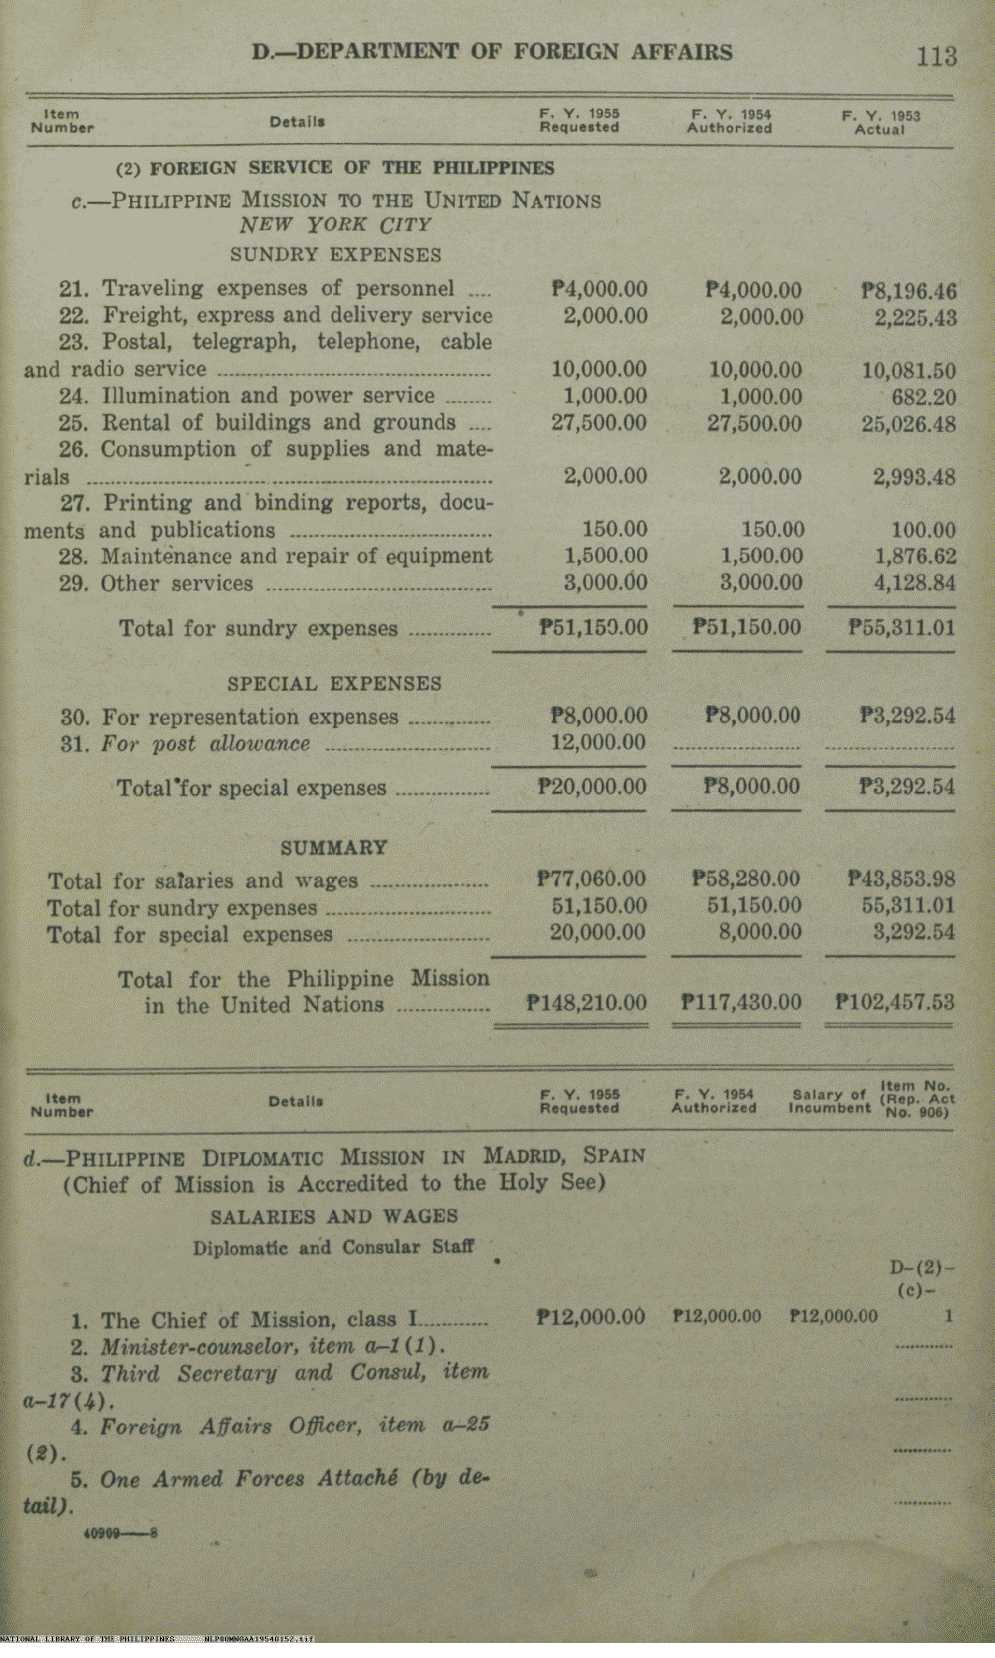 D.—DEPARTMENT OF FOREIGN AFFAIRS 113
Item Number Details F. Y. 1955 Requested F. Y. 1954 Authorized F. Y. 1953 Actual
(2) FOREIGN SERVICE OF THE PHILIPPINES
c.—PHILIPPINE MISSION TO THE UNITED NATIONS
NEW YORK CITY
SUNDRY EXPENSES
21. Traveling expenses of personnel .... ₱4,000.00 ₱4,000.00 ₱8,196.46
22. Freight, express and delivery service 2,000.00 2,000.00 2,225.43
23. Postal, telegraph, telephone, cable
and radio service ........ 10,000.00 10,000.00 10,081.50
24. Illumination and power service ........ 1,000.00 1,000.00 682.20
25. Rental of buildings and grounds .... 27,500.00 27,500.00 25,026.48
26. Consumption of supplies and mate-
rials ........ 2,000.00 2,000.00 2,993.48
27. Printing and binding reports, docu-
ments and publications ........ 150.00 150.00 100.00
28. Maintenance and repair of equipment 1,500.00 1,500.00 1,876.62
29. Other services ........ 3,000.00 3,000.00 4,128.84
Total for sundry expenses ........ ₱51,150.00 ₱51,150.00 ₱55,311.01
SPECIAL EXPENSES
30. For representation expenses ........ ₱8,000.00 ₱8,000.00 ₱3,292.54
31. For post allowance ........ 12,000.00 ........ ........
Total for special expenses ........ ₱20,000.00 ₱8,000.00 ₱3,292.54
SUMMARY
Total for salaries and wages ........ ₱77,060.00 ₱58,280.00 ₱43,853.98
Total for sundry expenses ........ 51,150.00 51,150.00 55,311.01
Total for special expenses ........ 20,000.00 8,000.00 3,292.54
Total for the Philippine Mission
in the United Nations ........ ₱148,210.00 ₱117,430.00 ₱102,457.53
Item Number Details F. Y. 1955 Requested F. Y. 1954 Authorized Salary of Incumbent Item No. (Rep. Act No. 906)
d.—PHILIPPINE DIPLOMATIC MISSION IN MADRID, SPAIN
(Chief of Mission is Accredited to the Holy See)
SALARIES AND WAGES
Diplomatic and Consular Staff
D-(2)-
(c)-
1. The Chief of Mission, class I ........ ₱12,000.00 ₱12,000.00 ₱12,000.00 1
2. Minister-counselor, item a-1(1). ........
3. Third Secretary and Consul, item
a-17(4). ........
4. Foreign Affairs Officer, item a-25
(2). ........
5. One Armed Forces Attaché (by de-
tail). ........
40909——8
NATIONAL LIBRARY OF THE PHILIPPINES NLP00MN0AA19540152.tif